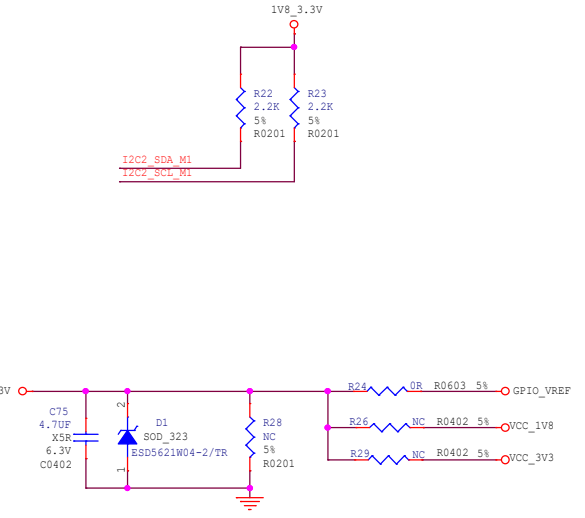 1V8_3.3V
R22
2.2K
5%
R0201
R23
2.2K
5%
R0201
I2C2_SDA_M1
I2C2_SCL_M1
3V
R24 0R R0603 5% GPIO_VREF
C75
4.7UF
X5R
6.3V
C0402
2
D1
SOD_323
ESD5621W04-2/TR
1
R28
NC
5%
R0201
R26 NC R0402 5% VCC_1V8
R29 NC R0402 5% VCC_3V3